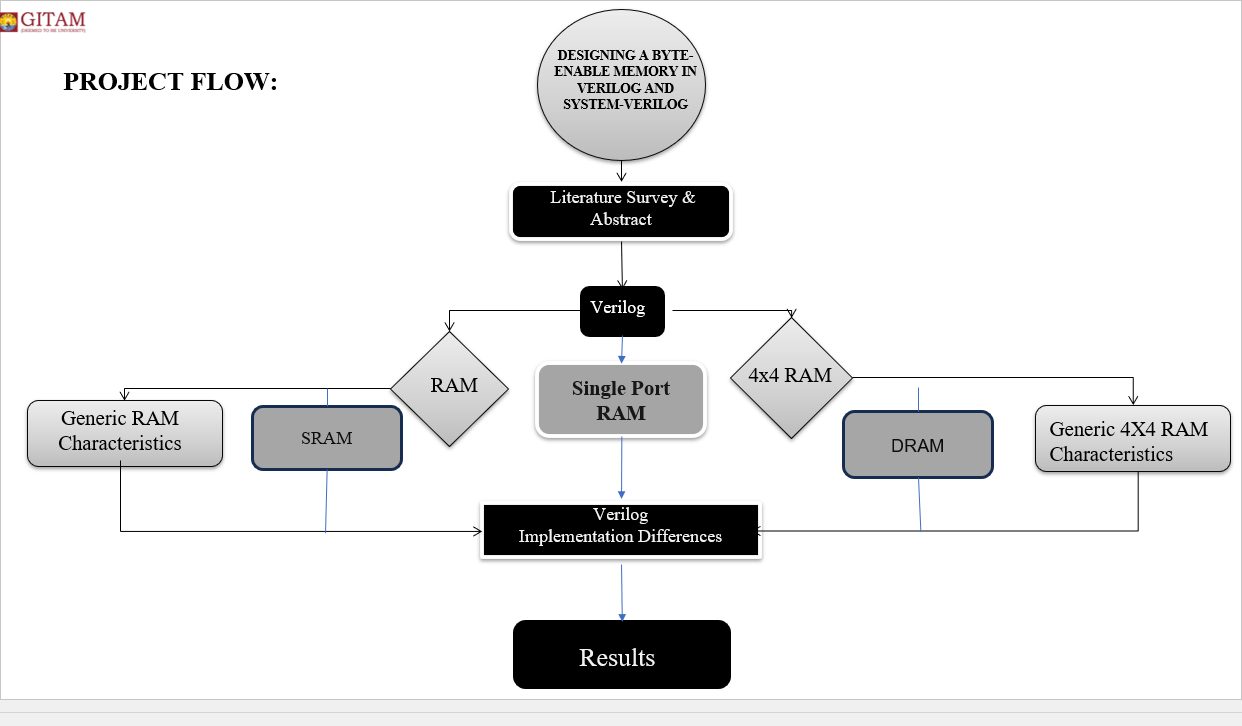 GITAM
(DEEMED TO BE UNIVERSITY)
PROJECT FLOW:
DESIGNING A BYTE-
ENABLE MEMORY IN
VERILOG AND
SYSTEM-VERILOG
Literature Survey &
Abstract
Verilog
RAM
Single Port
RAM
4x4 RAM
Generic RAM
Characteristics
SRAM
DRAM
Generic 4X4 RAM
Characteristics
Verilog
Implementation Differences
Results